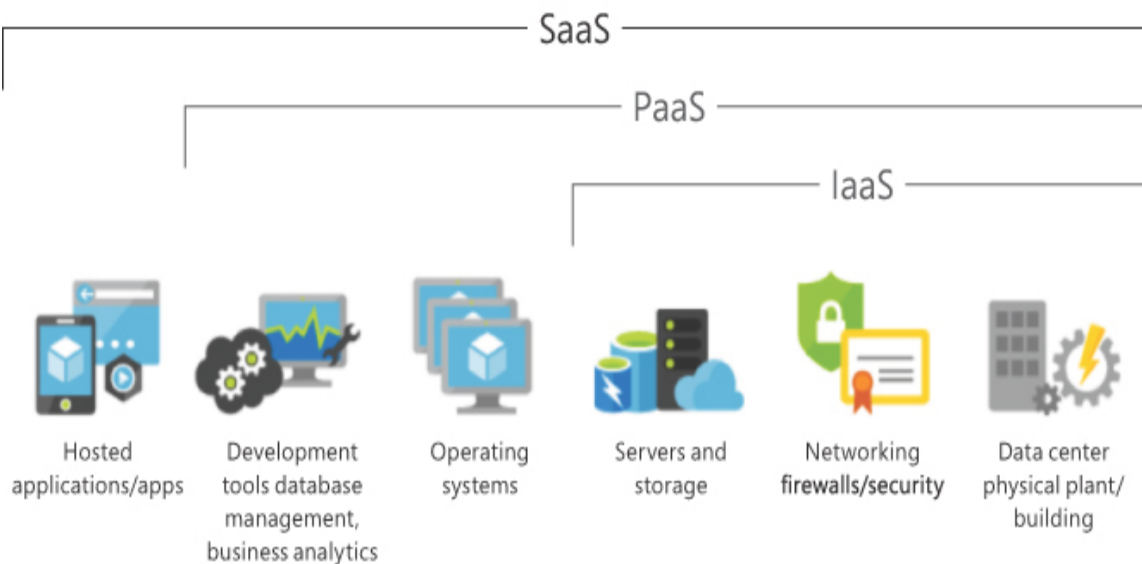 SaaS
PaaS
IaaS
Hosted
applications/apps
Development
tools database
management,
business analytics
Operating
systems
Servers and
storage
Networking
firewalls/security
Data center
physical plant/
building